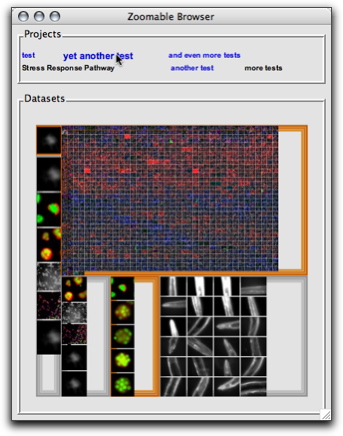 Zoomable Browser
Projects
test yet another test and even more tests
Stress Response Pathway another test more tests
Datasets